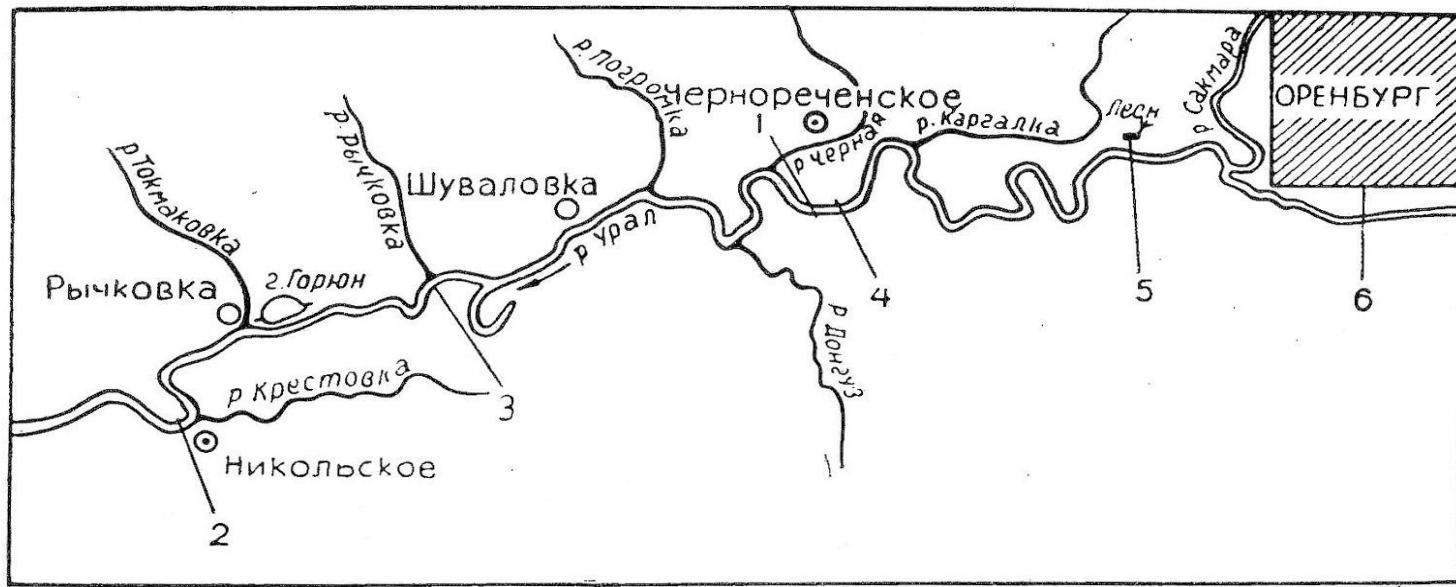 р. Погромка
Чернореченское
1
р. Черная
р. Каргалка
Лесн
р Сакмара
ОРЕНБУРГ
р. Рычковка
р Токмаковка
Шуваловка
р. Урал
4
5
6
Рычковка
г. Горюн
р Донгуз
р Крестовка
3
Никольское
2